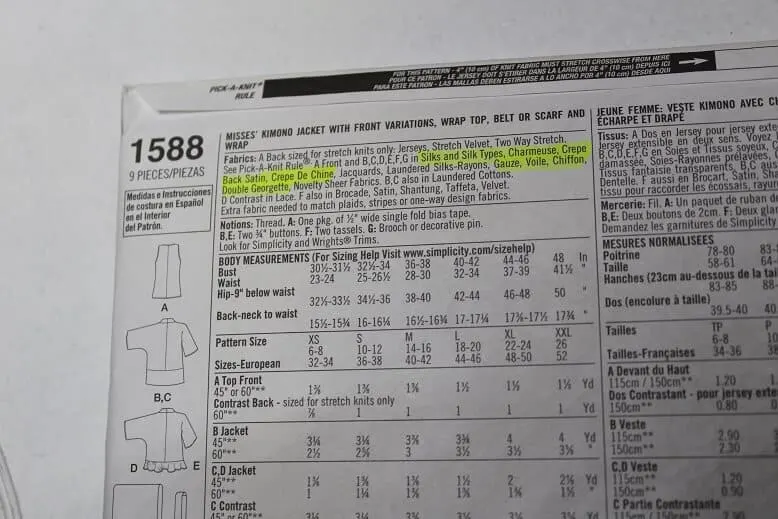 PICK-A-KNIT®
RULE
FOR THIS PATTERN - 4" (10 cm) OF KNIT FABRIC MUST STRETCH CROSSWISE FROM HERE
POUR CE PATRON - LE JERSEY DOIT S'ETIRER DANS LA LARGEUR DE 4" (10 cm) DEPUIS ICI
PARA ESTE PATRON - LAS MALLAS DEBEN ESTIRARSE A LO ANCHO POR 4" (10 cm) DESDE AQUI
1588
9 PIECES/PIEZAS
Medidas e Instrucciones
de costura en Español
en el Interior
del Patrón.
A
B,C
D E
MISSES' KIMONO JACKET WITH FRONT VARIATIONS, WRAP TOP, BELT OR SCARF AND
WRAP
Fabrics: A Back sized for stretch knits only: Jerseys, Stretch Velvet, Two Way Stretch.
See Pick-A-Knit Rule®. A Front and B,C,D,E,F,G in Silks and Silk Types, Charmeuse, Crepe
Back Satin, Crepe De Chine, Jacquards, Laundered Silks-Rayons, Gauze, Voile, Chiffon,
Double Georgette, Novelty Sheer Fabrics. B,C also in Laundered Cottons.
D Contrast in Lace. F also in Brocade, Satin, Shantung, Taffeta, Velvet.
Extra fabric needed to match plaids, stripes or one-way design fabrics.
Notions: Thread. A: One pkg. of ½" wide single fold bias tape.
B,E: Two ¾" buttons. F: Two tassels. G: Brooch or decorative pin.
Look for Simplicity and Wrights® Trims.
BODY MEASUREMENTS (For Sizing Help Visit www.simplicity.com/sizehelp)
Bust 30½-31½ 32½-34 36-38 40-42 44-46 48 In
Waist 23-24 25-26½ 28-30 32-34 37-39 41½ "
Hip-9" below waist
32½-33½ 34½-36 38-40 42-44 46-48 50 "
Back-neck to waist
15½-15¾ 16-16¼ 16½-16¾ 17-17¼ 17⅜-17½ 17¾ "
Pattern Size XS S M L XL XXL
6-8 10-12 14-16 18-20 22-24 26
Sizes-European 32-34 36-38 40-42 44-46 48-50 52
A Top Front
45" or 60"** 1⅜ 1⅜ 1⅜ 1½ 1½ 1½ Yd
Contrast Back - sized for stretch knits only
60"** ⅞ 1 1 1 1 1 Yd
B Jacket
45"** 3¼ 3¼ 3¾ 3¾ 4 4 Yd
60"** 2½ 2⅝ 3 3½ 3½ 3½ "
C,D Jacket
45"** 1⅜ 1⅜ 1⅜ 1½ 2 2⅛ Yd
60"** 1 1¼ 1⅜ 1⅜ 1⅜ 1½ "
C Contrast
45" or 60"**
JEUNE FEMME: VESTE KIMONO AVEC
ÉCHARPE ET DRAPÉ
Tissus: A Dos en Jersey pour jersey
Jersey extensible en deux sens. Voyez
B,C,D,E,F,G en Soies et Tissus soyeux,
damassée, Soies-Rayonnes prélavées,
Tissus fantaisie transparents. B,C aussi
Dentelle. F aussi en Brocart, Satin,
tissu pour raccorder les écossais,
Mercerie: Fil. A: Un paquet de ruban
B,E: Deux boutons de 2cm. F: Deux
Demandez les garnitures de Simplicity
MESURES NORMALISEES
Poitrine 78-80 83-
Taille 58-61 64-
Hanches (23cm au-dessous de la
83-85 88-
Dos (encolure à taille)
39.5-40 40.
Tailles TP P
6-8 10
Tailles-Françaises 34-36 38
A Devant du Haut
115cm / 150cm** 1.20
Dos Contrastant - pour jersey
150cm** 0.80
B Veste
115cm** 2.90
150cm** 2.30
C,D Veste
115cm** 1.20
150cm** 0.90
C Partie Contrastante
115cm / 150cm**